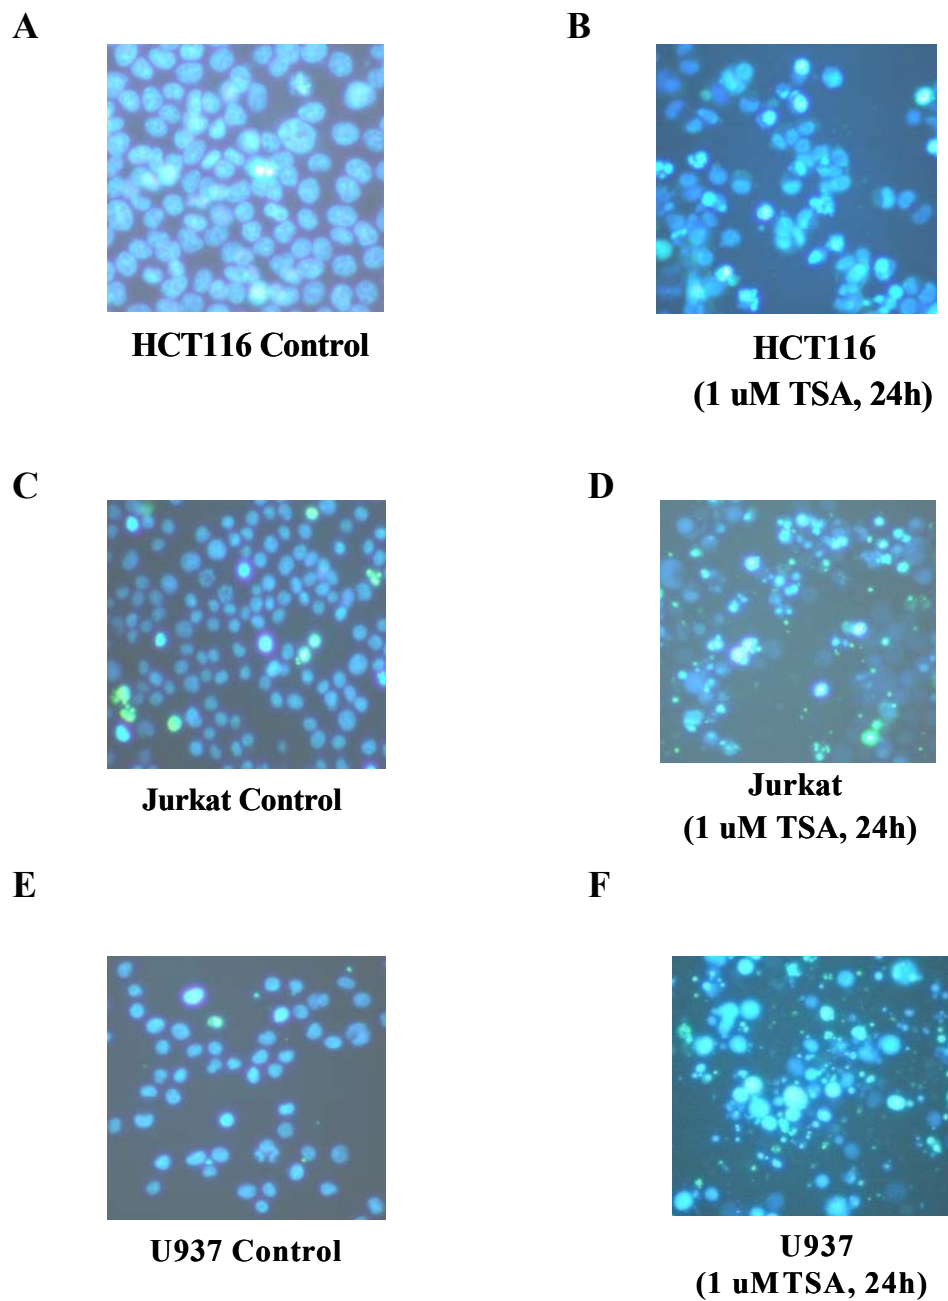 A
B
HCT116 Control
HCT116
(1 uM TSA, 24h)
C
D
Jurkat Control
Jurkat
(1 uM TSA, 24h)
E
F
U937 Control
U937
(1 uMTSA, 24h)